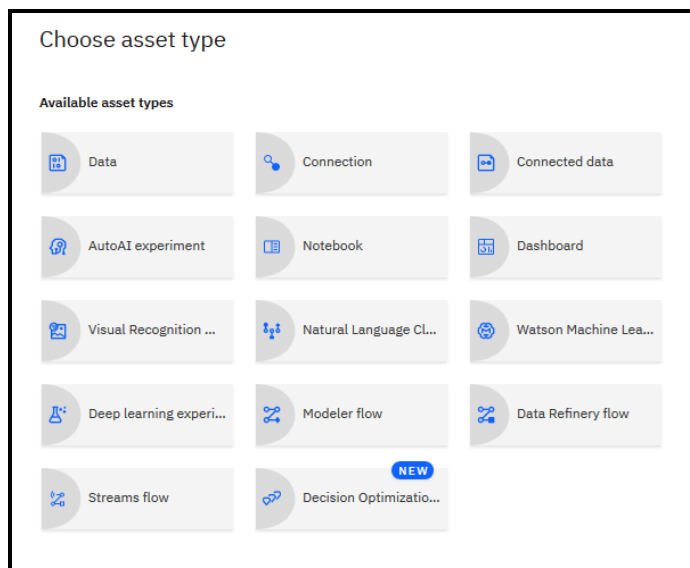 Choose asset type
Available asset types
Data
Connection
Connected data
AutoAI experiment
Notebook
Dashboard
Visual Recognition ...
Natural Language Cl...
Watson Machine Lea...
Deep learning experi...
Modeler flow
Data Refinery flow
Streams flow
NEW
Decision Optimizatio...